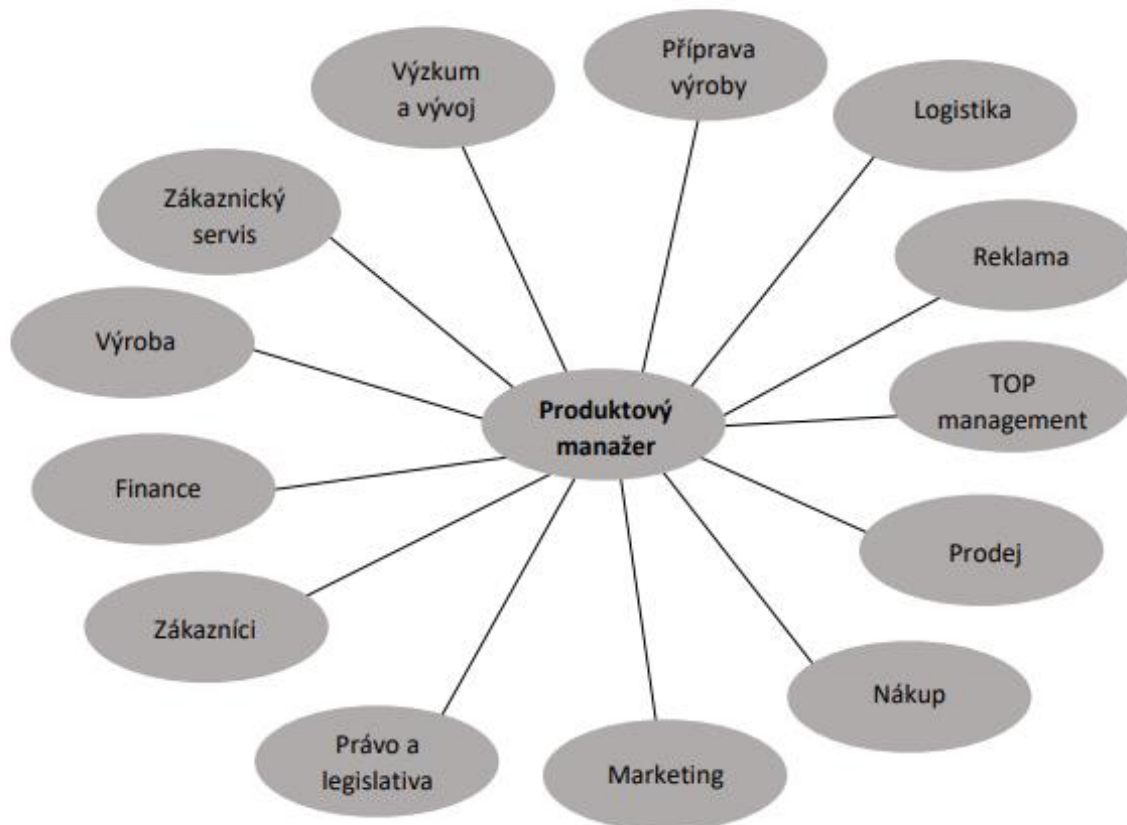 Výzkum
a vývoj
Příprava
výroby
Logistika
Zákaznický
servis
Reklama
Výroba
TOP
management
Produktový
manažer
Finance
Prodej
Zákazníci
Nákup
Právo a
legislativa
Marketing